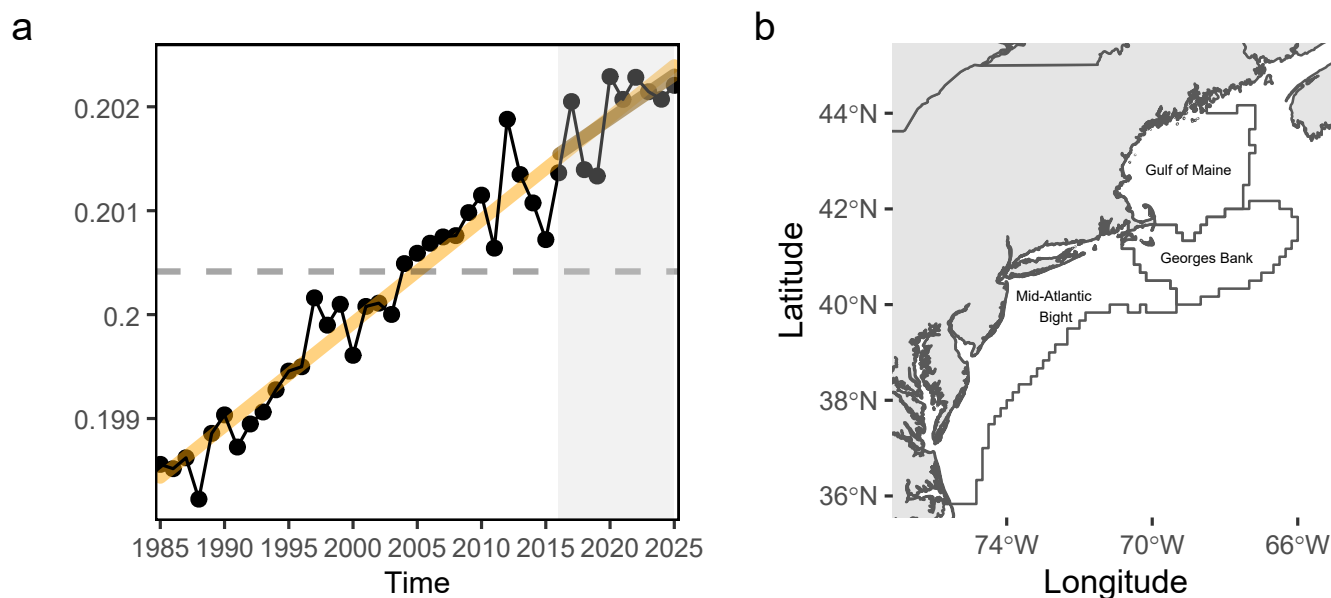 a
0.202
0.201
0.2
0.199
1985 1990 1995 2000 2005 2010 2015 2020 2025
Time
b
Latitude
44°N
42°N
40°N
38°N
36°N
Gulf of Maine
Georges Bank
Mid-Atlantic
Bight
74°W 70°W 66°W
Longitude